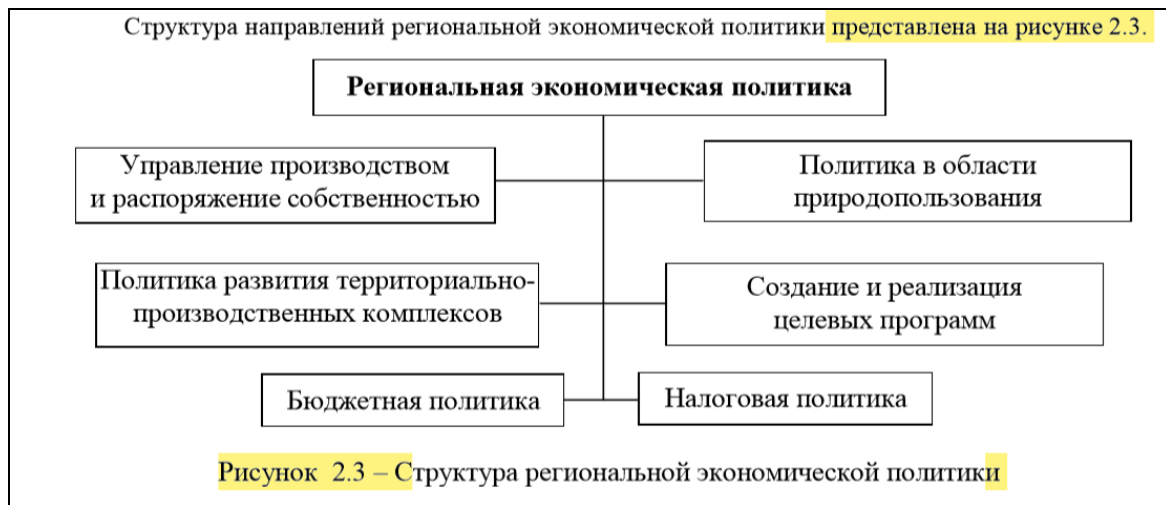 Структура направлений региональной экономической политики представлена на рисунке 2.3.
Региональная экономическая политика
Управление производством
и распоряжение собственностью
Политика в области
природопользования
Политика развития территориально-
производственных комплексов
Создание и реализация
целевых программ
Бюджетная политика
Налоговая политика
Рисунок 2.3 – Структура региональной экономической политики